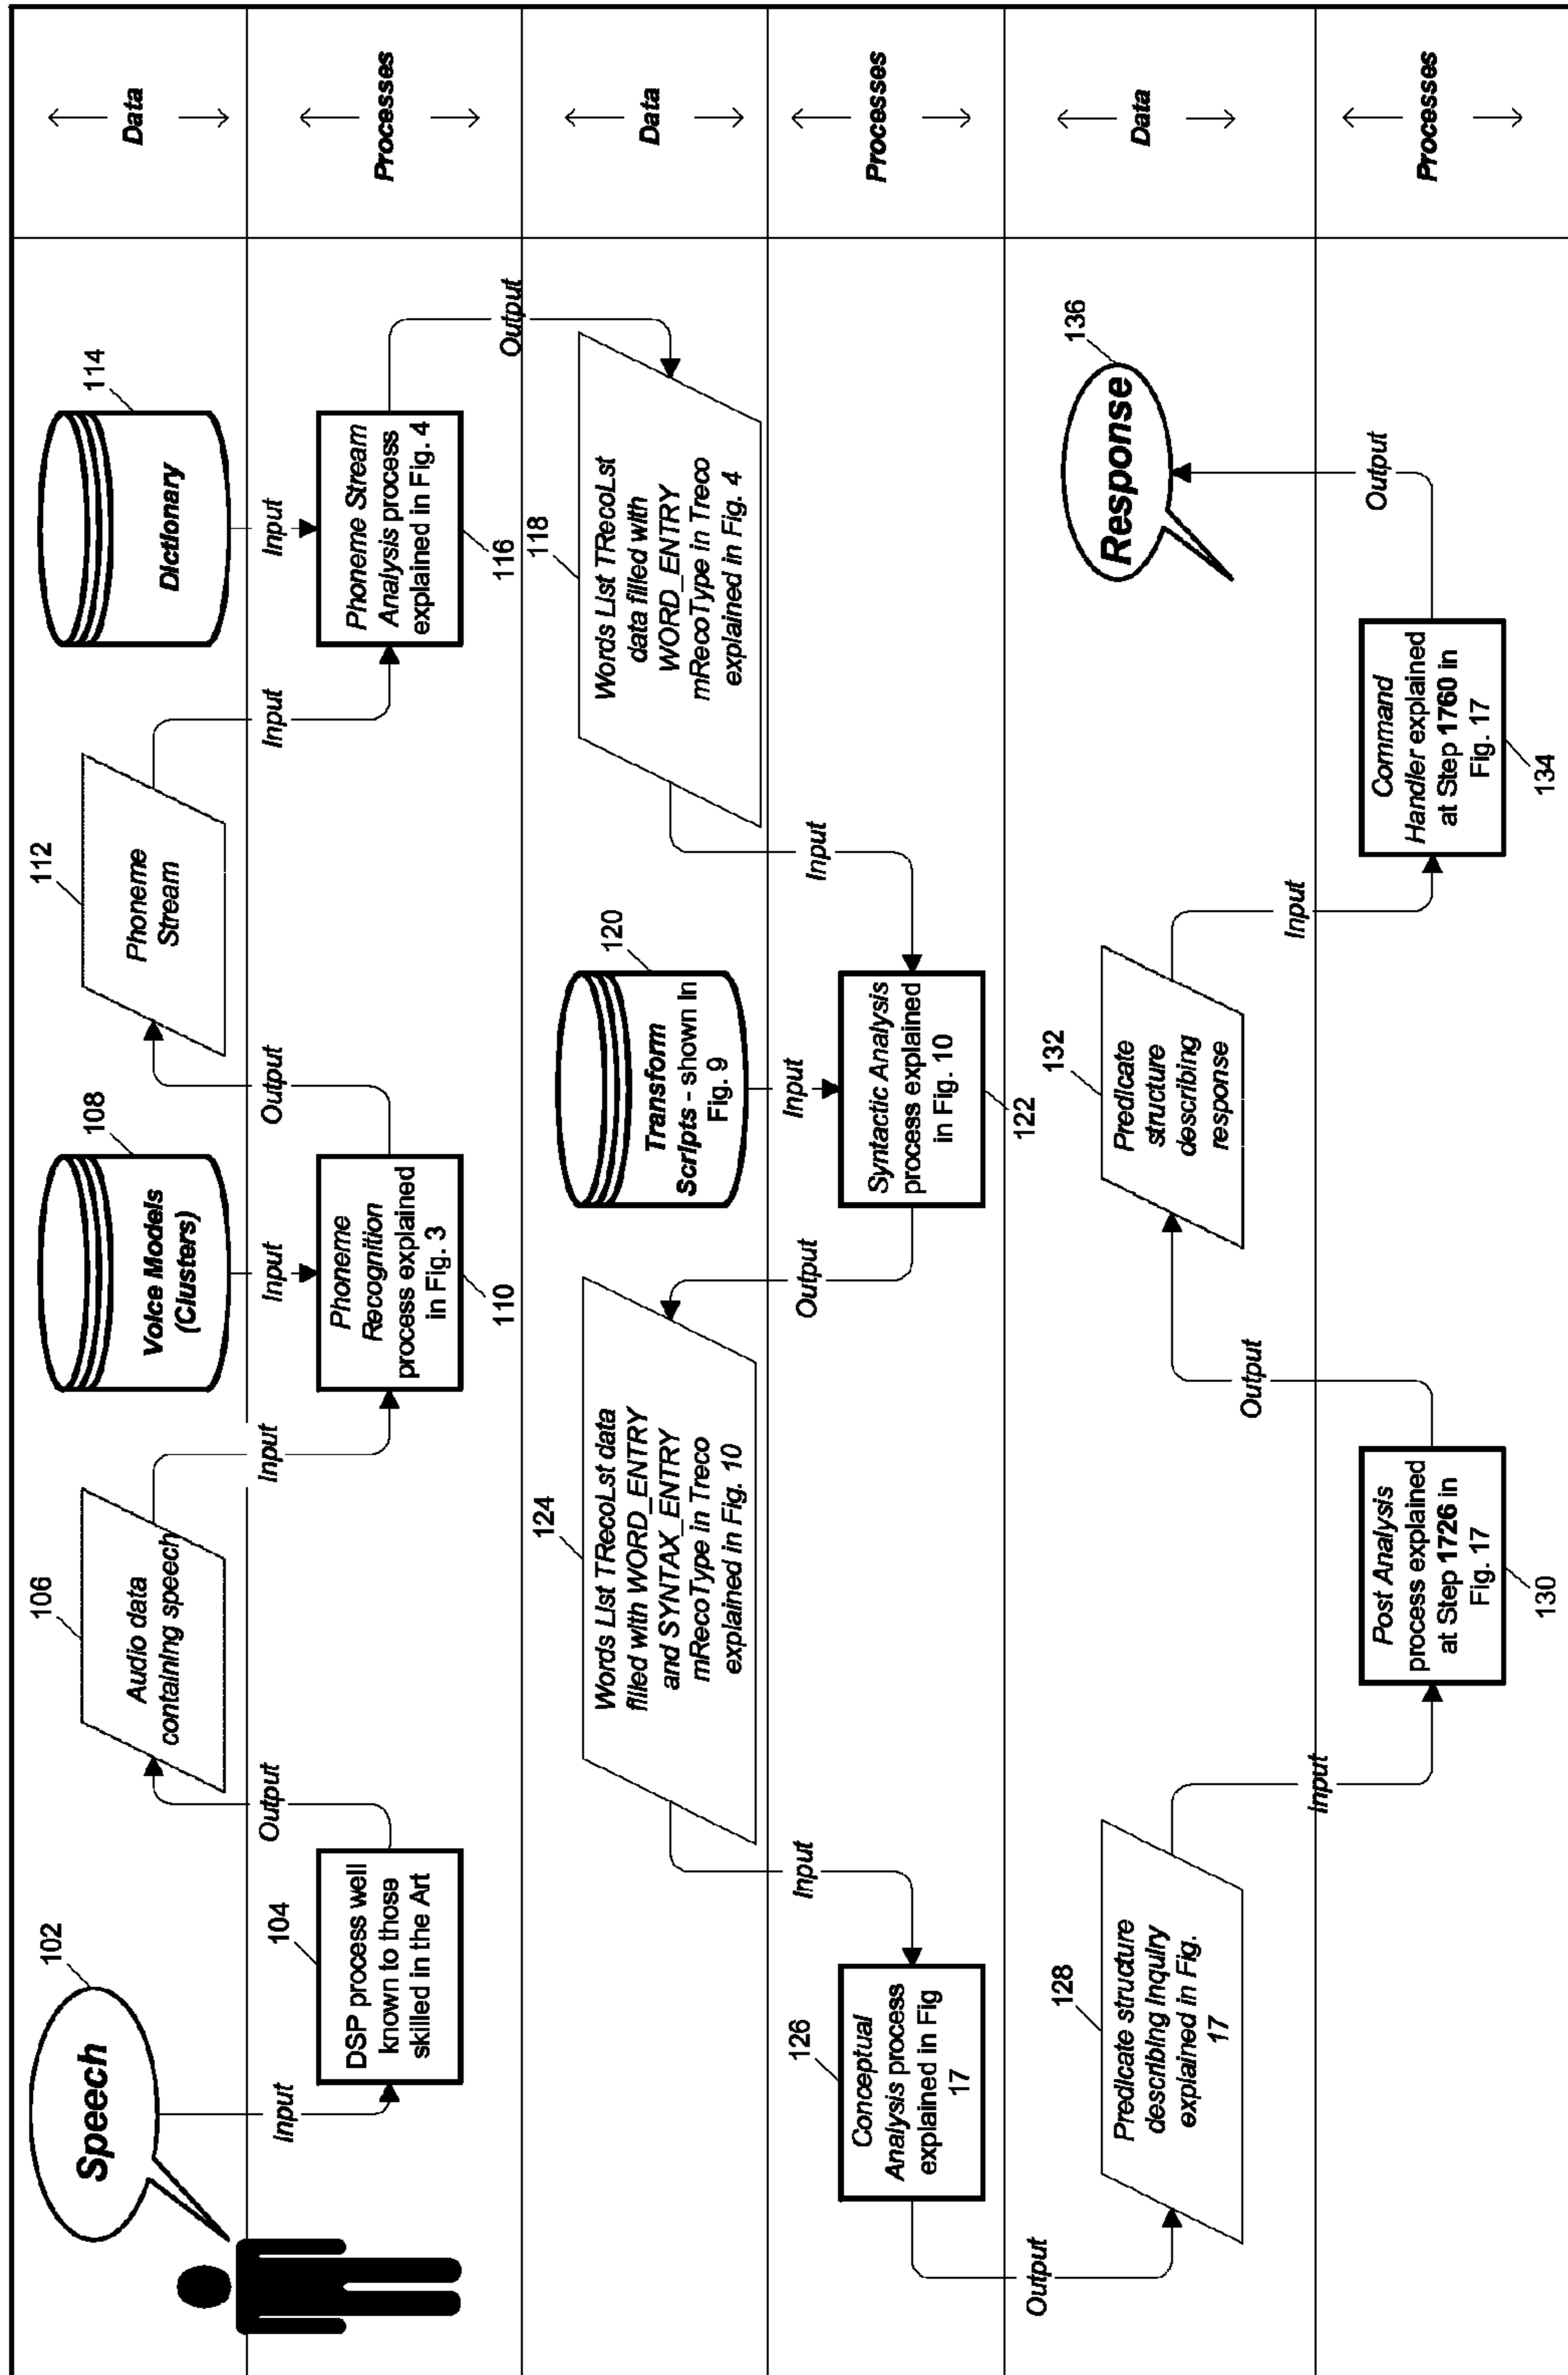 102
Speech
Input
104
DSP process well
known to those
skilled in the Art
Output
106
Audio data
containing speech
Input
108
Voice Models
(Clusters)
Input
Phoneme
Recognition
process explained
in Fig. 3
110
Output
112
Phoneme
Stream
Input
114
Dictionary
Input
Phoneme Stream
Analysis process
explained in Fig. 4
116
Output
Data
Processes
118
Words List TRecoLst
data filled with
WORD_ENTRY
mRecoType in Treco
explained in Fig. 4
Input
120
Transform
Scripts - shown in
Fig. 9
Input
Syntactic Analysis
process explained
in Fig. 10
122
Output
124
Words List TRecoLst data
filled with WORD_ENTRY
and SYNTAX_ENTRY
mRecoType in Treco
explained in Fig. 10
Input
126
Conceptual
Analysis process
explained in Fig
17
Output
Data
Processes
128
Predicate structure
describing inquiry
explained in Fig.
17
Input
Post Analysis
process explained
at Step 1726 in
Fig. 17
130
Output
132
Predicate
structure
describing
response
Input
Command
Handler explained
at Step 1760 in
Fig. 17
134
Output
136
Response
Data
Processes